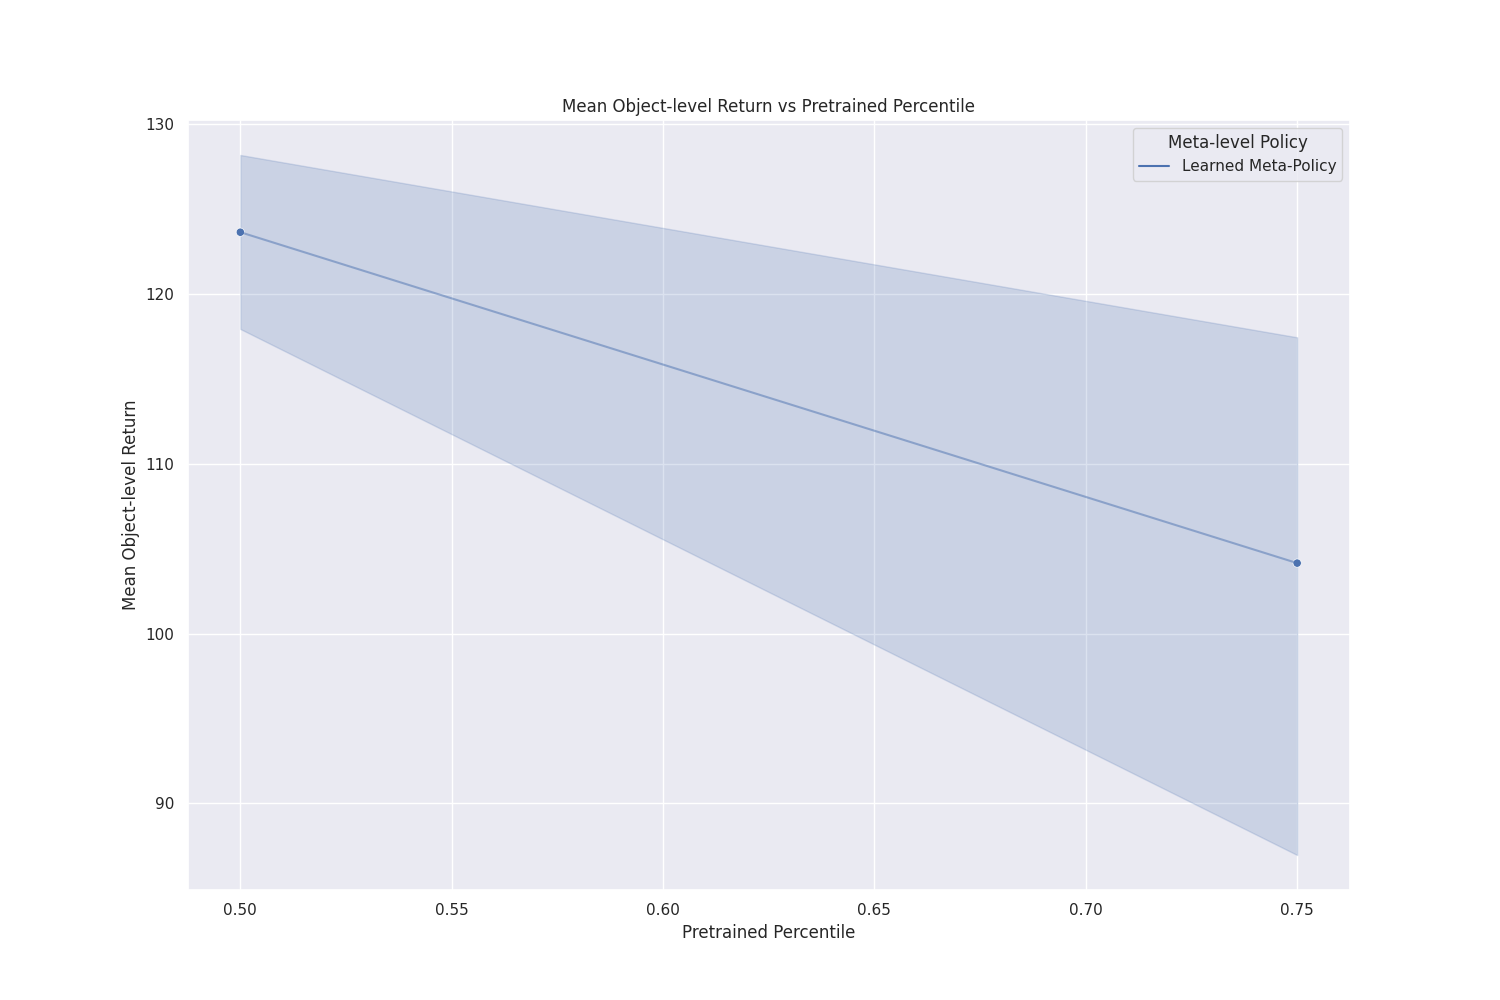 Mean Object-level Return vs Pretrained Percentile
Meta-level Policy
Learned Meta-Policy
Mean Object-level Return
130
120
110
100
90
0.50 0.55 0.60 0.65 0.70 0.75
Pretrained Percentile